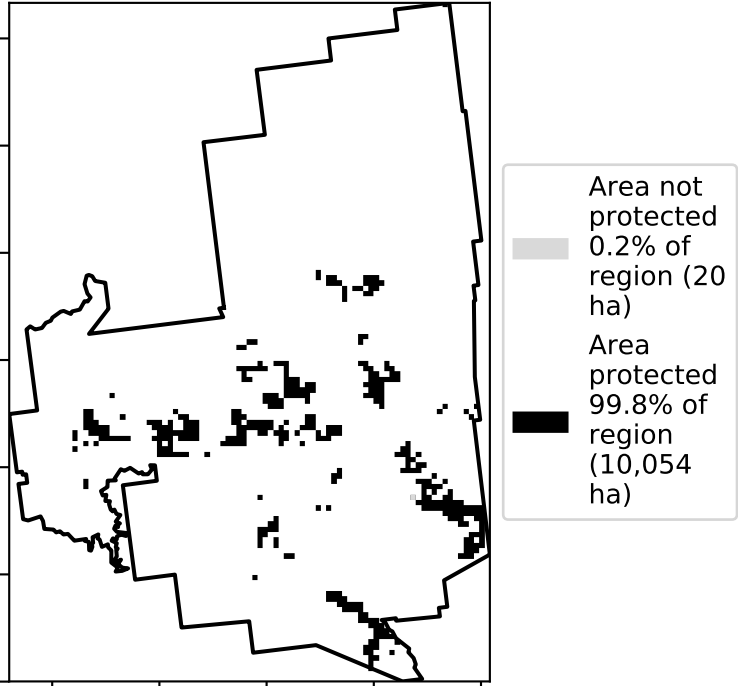 Area not
protected
0.2% of
region (20
ha)
Area
protected
99.8% of
region
(10,054
ha)